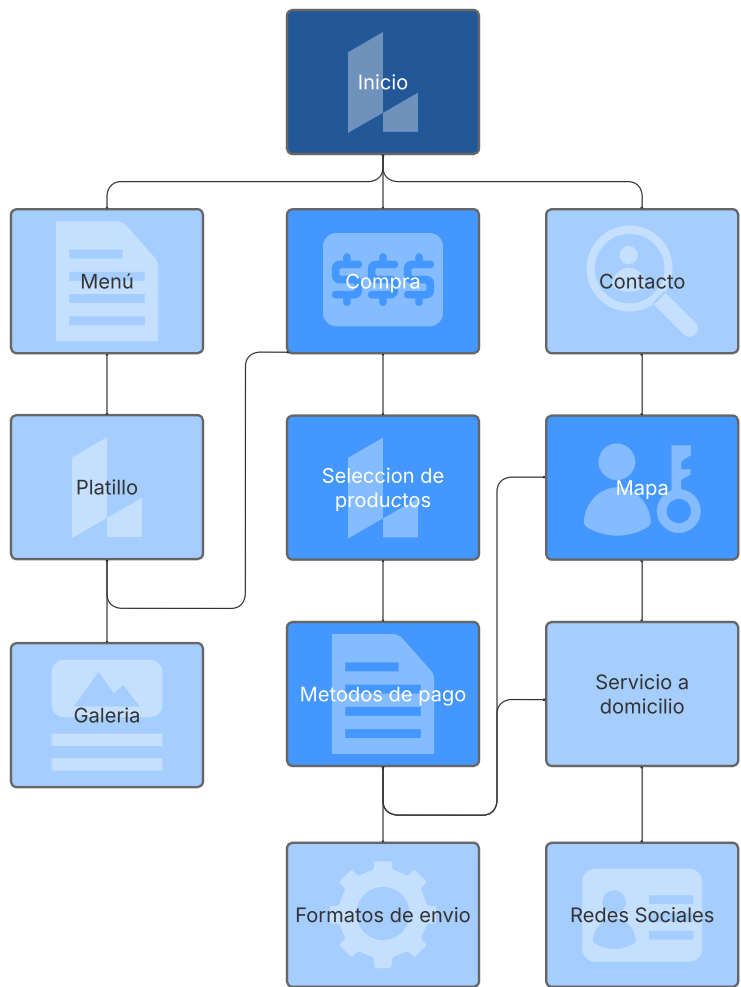 Inicio
Menú
Compra
Contacto
Platillo
Seleccion de
productos
Mapa
Galeria
Metodos de pago
Servicio a
domicilio
Formatos de envio
Redes Sociales